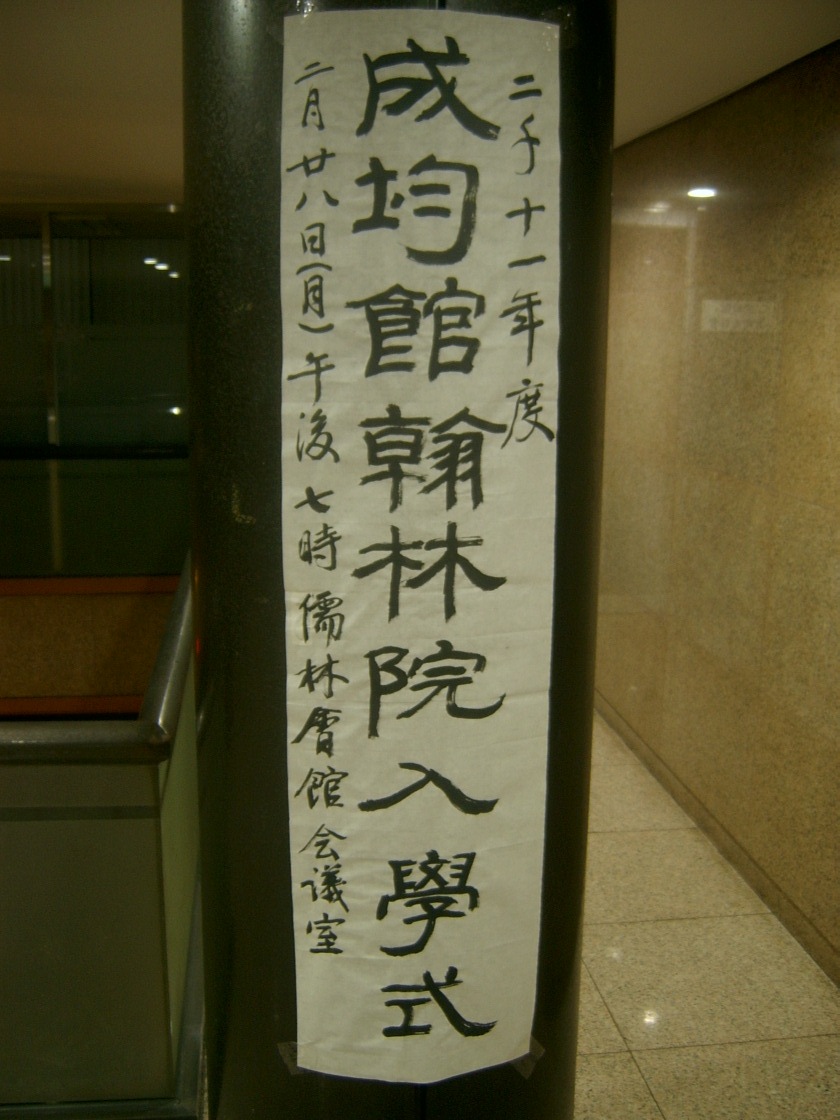 二千十一年度
成均館翰林院入學式
二月廿八日(月)午後七時儒林會館会議室